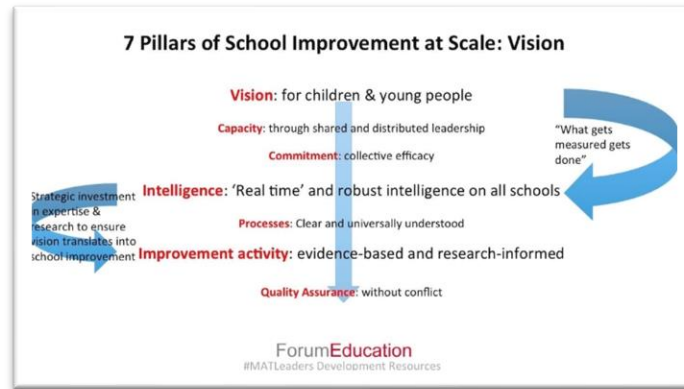 7 Pillars of School Improvement at Scale: Vision
Vision: for children & young people
Capacity: through shared and distributed leadership
Commitment: collective efficacy
"What gets
measured gets
done"
Intelligence: 'Real time' and robust intelligence on all schools
Strategic investment
in expertise &
research to ensure
vision translates into
school improvement
Processes: Clear and universally understood
Improvement activity: evidence-based and research-informed
Quality Assurance: without conflict
ForumEducation
#MATLeaders Development Resources